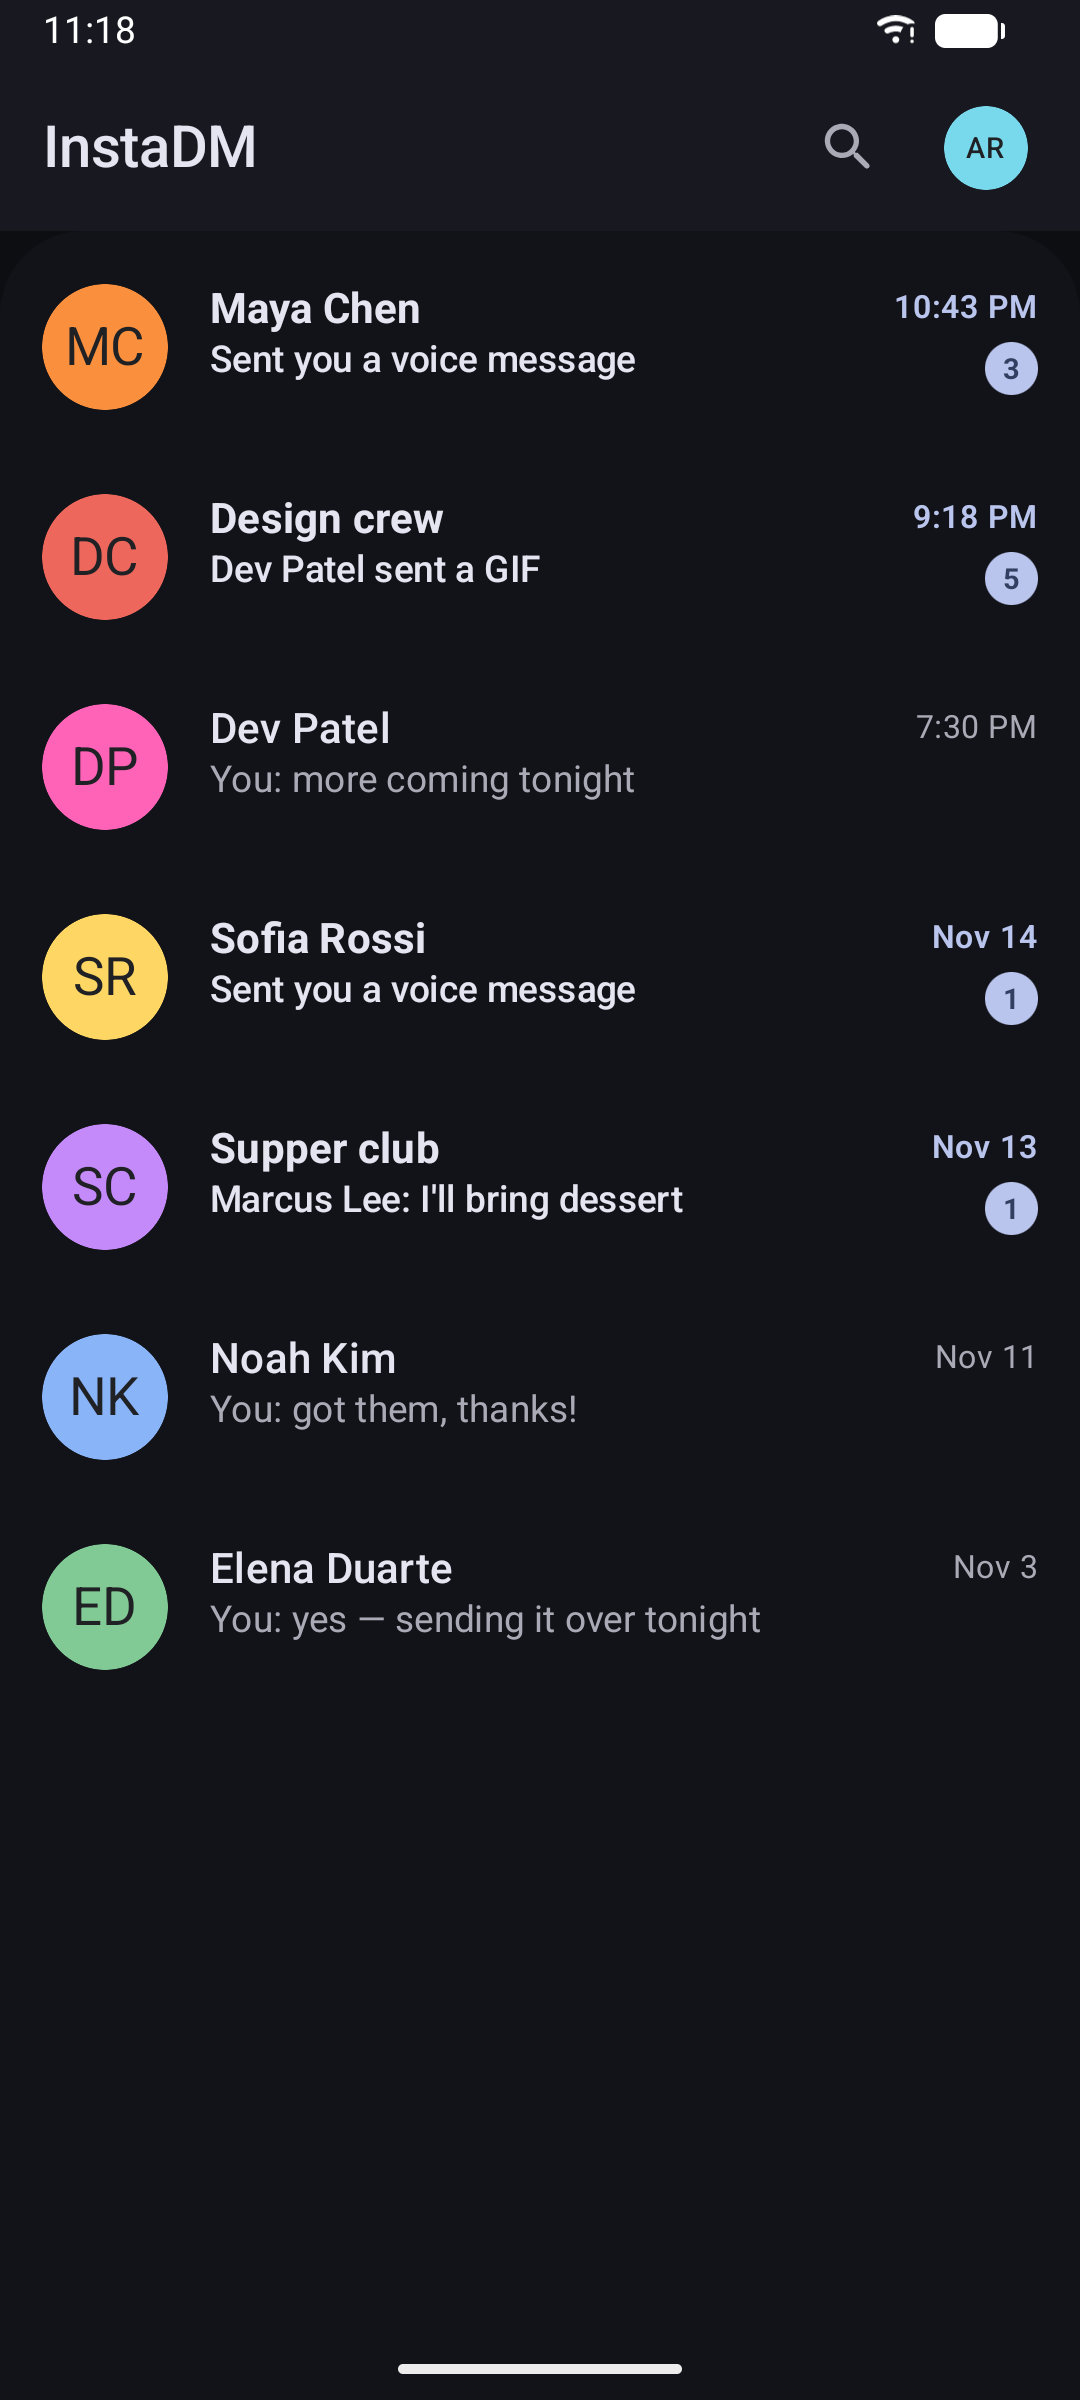 11:18
InstaDM
AR
MC
Maya Chen
10:43 PM
Sent you a voice message
3
DC
Design crew
9:18 PM
Dev Patel sent a GIF
5
DP
Dev Patel
7:30 PM
You: more coming tonight
SR
Sofia Rossi
Nov 14
Sent you a voice message
1
SC
Supper club
Nov 13
Marcus Lee: I'll bring dessert
1
NK
Noah Kim
Nov 11
You: got them, thanks!
ED
Elena Duarte
Nov 3
You: yes — sending it over tonight